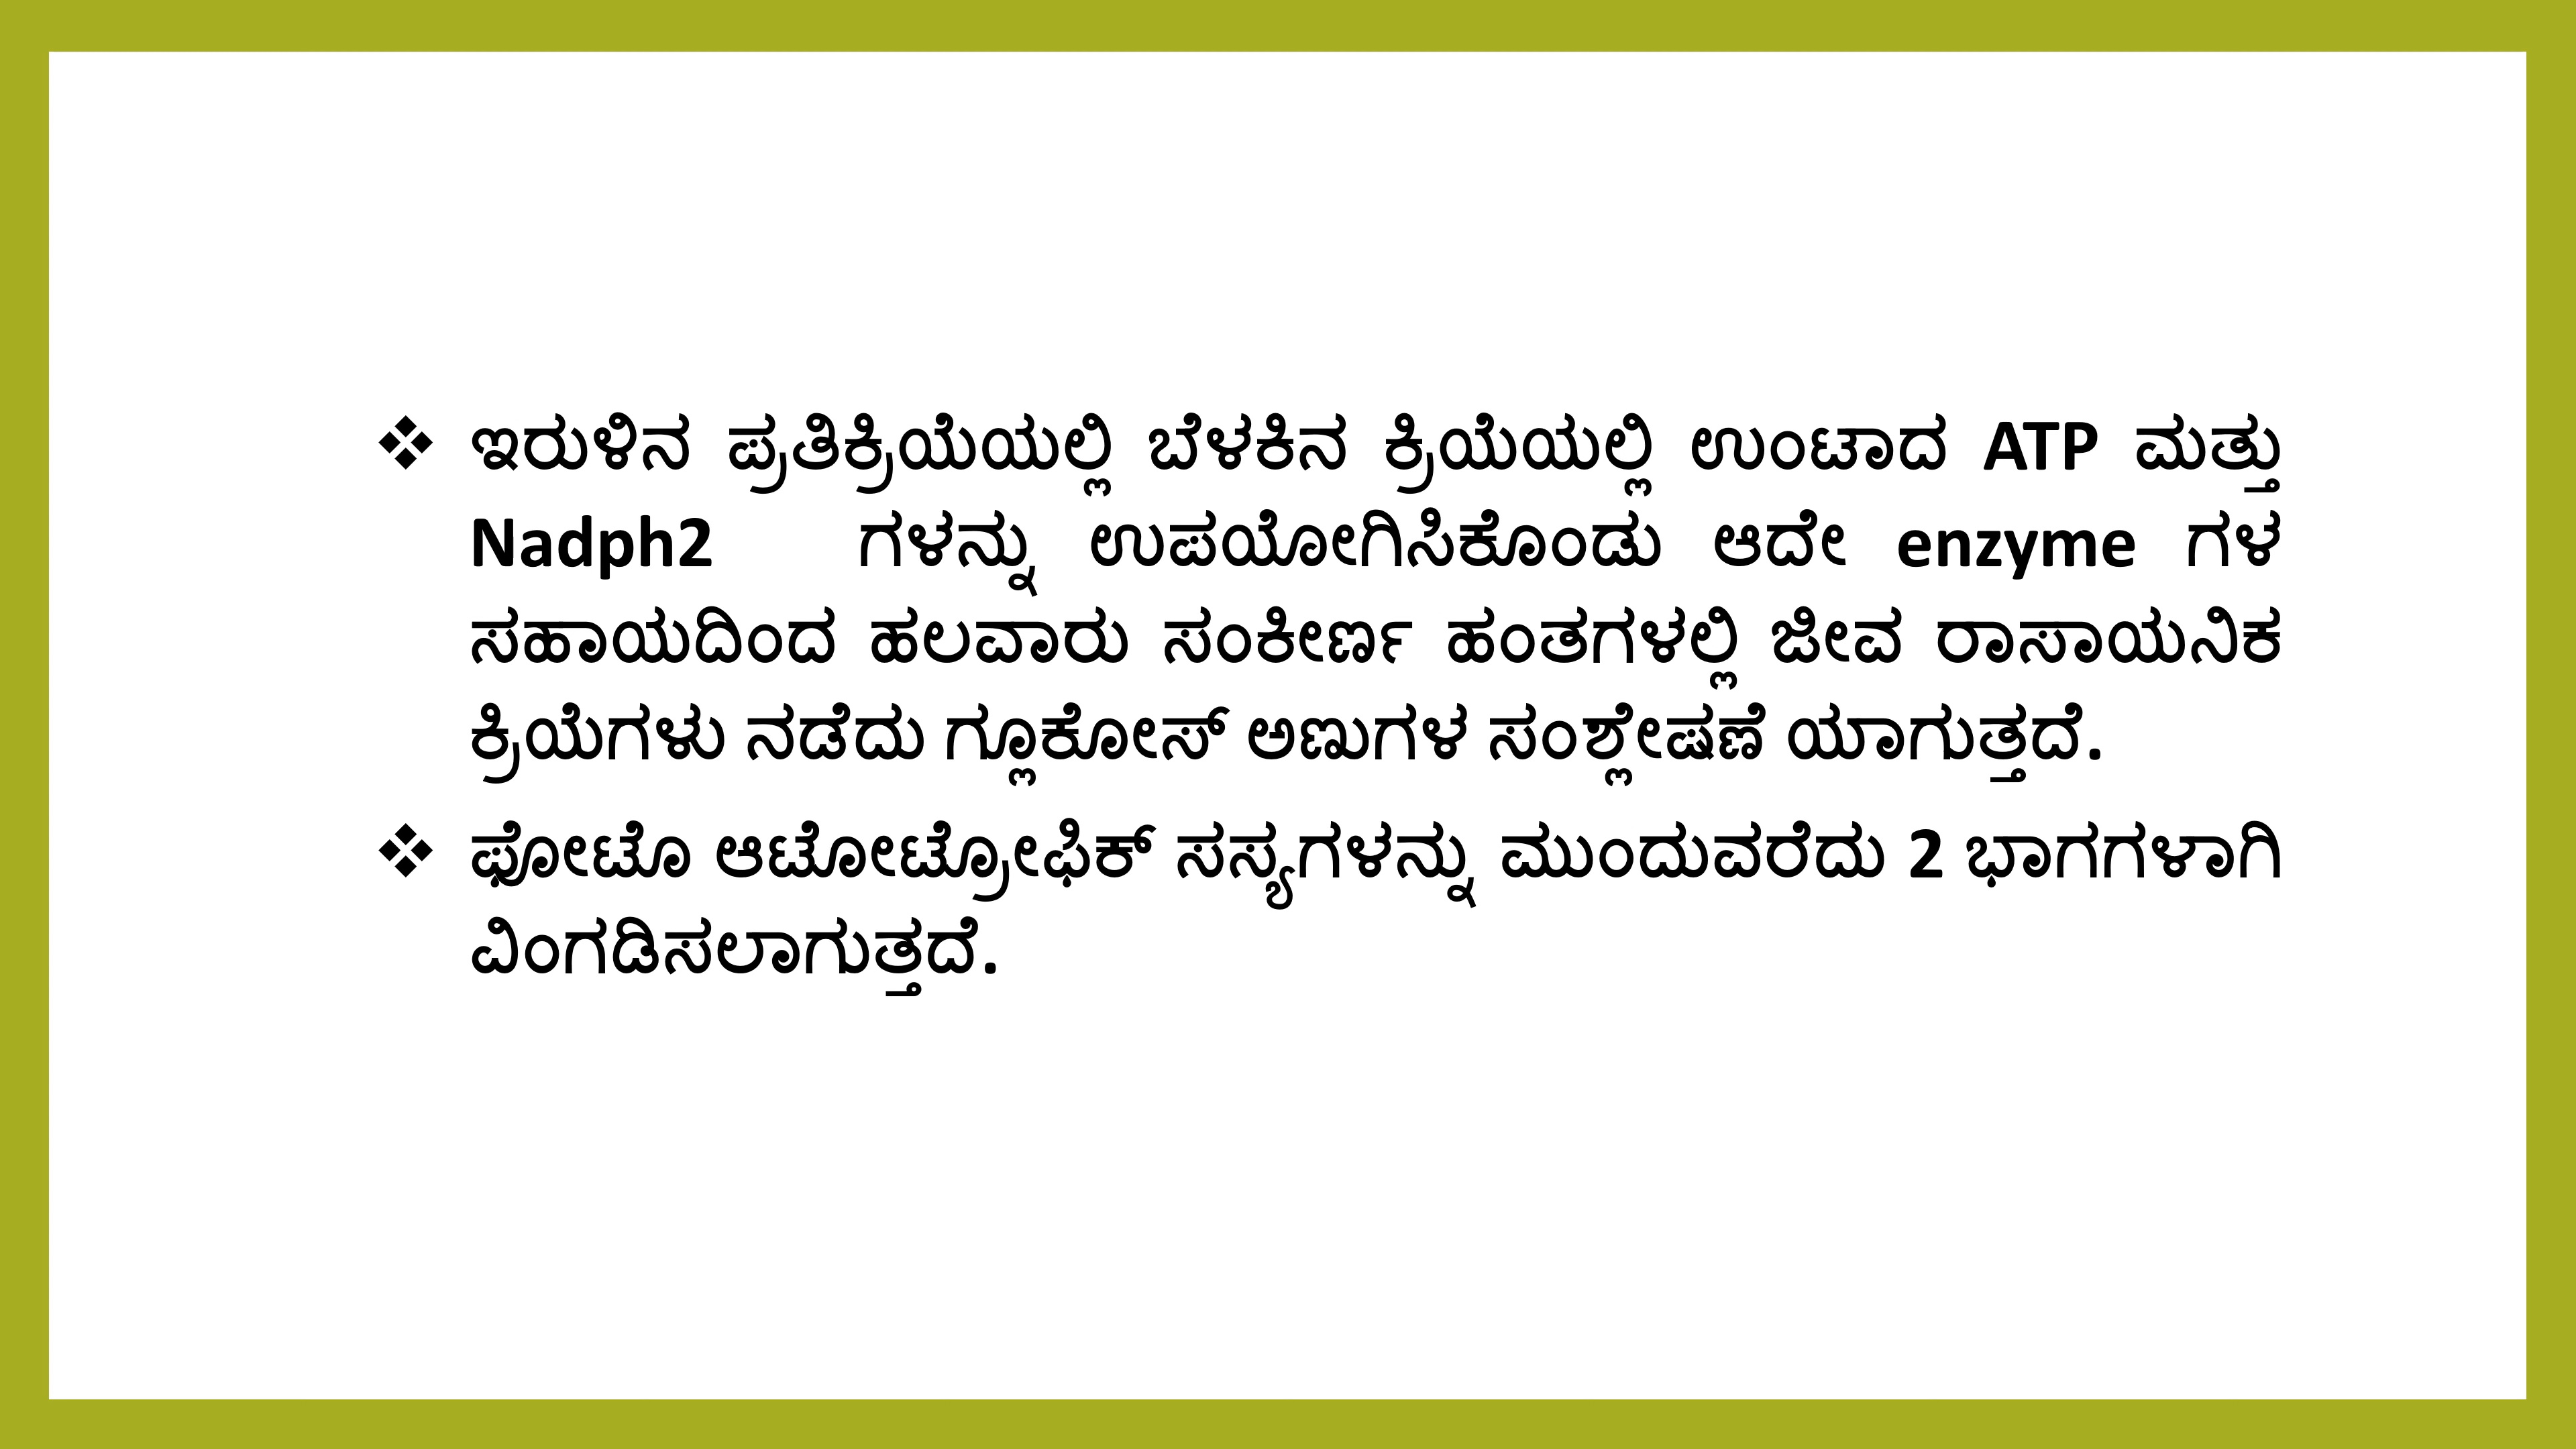 ❖ ಇರುಳಿನ ಪ್ರತಿಕ್ರಿಯೆಯಲ್ಲಿ ಬೆಳಕಿನ ಕ್ರಿಯೆಯಲ್ಲಿ ಉಂಟಾದ ATP ಮತ್ತು
Nadph2 ಗಳನ್ನು ಉಪಯೋಗಿಸಿಕೊಂಡು ಆದೇ enzyme ಗಳ
ಸಹಾಯದಿಂದ ಹಲವಾರು ಸಂಕೀರ್ಣ ಹಂತಗಳಲ್ಲಿ ಜೀವ ರಾಸಾಯನಿಕ
ಕ್ರಿಯೆಗಳು ನಡೆದು ಗ್ಲೂಕೋಸ್ ಅಣುಗಳ ಸಂಶ್ಲೇಷಣೆ ಯಾಗುತ್ತದೆ.
❖ ಫೋಟೊ ಆಟೋಟ್ರೋಫಿಕ್ ಸಸ್ಯಗಳನ್ನು ಮುಂದುವರೆದು 2 ಭಾಗಗಳಾಗಿ
ವಿಂಗಡಿಸಲಾಗುತ್ತದೆ.